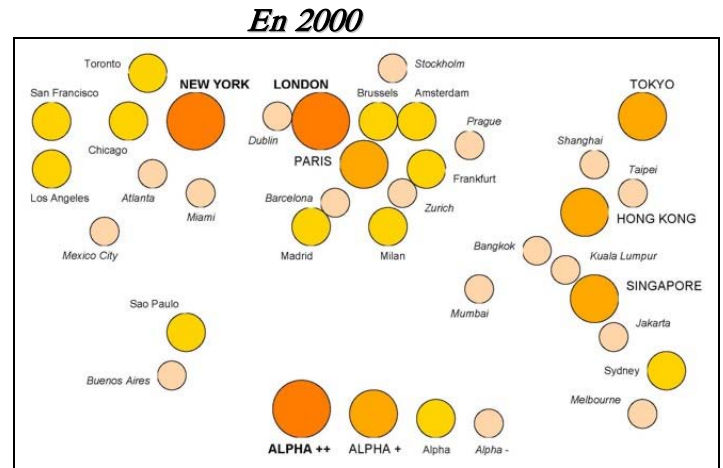 En 2000
Toronto
Stockholm
San Francisco
NEW YORK
LONDON
Brussels
Amsterdam
TOKYO
Chicago
Dublin
Prague
PARIS
Shanghai
Taipei
Los Angeles
Atlanta
Miami
Barcelona
Frankfurt
Zurich
HONG KONG
Mexico City
Madrid
Milan
Bangkok
Kuala Lumpur
SINGAPORE
Mumbai
Sao Paulo
Jakarta
Buenos Aires
Sydney
Melbourne
ALPHA ++
ALPHA +
Alpha
Alpha -